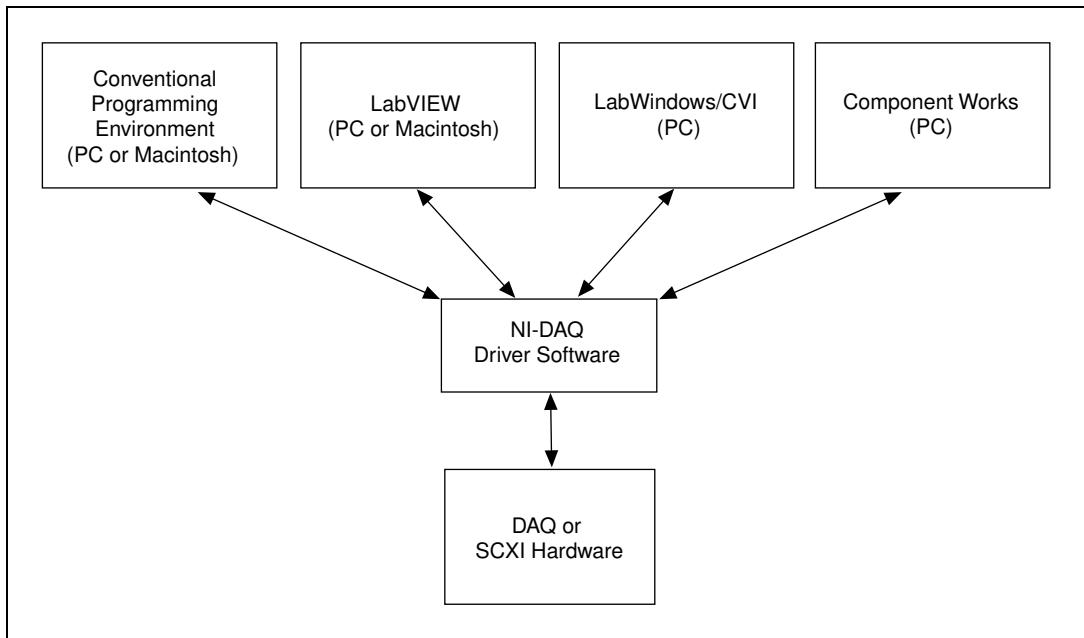 Conventional
Programming
Environment
(PC or Macintosh)
LabVIEW
(PC or Macintosh)
LabWindows/CVI
(PC)
Component Works
(PC)
NI-DAQ
Driver Software
DAQ or
SCXI Hardware